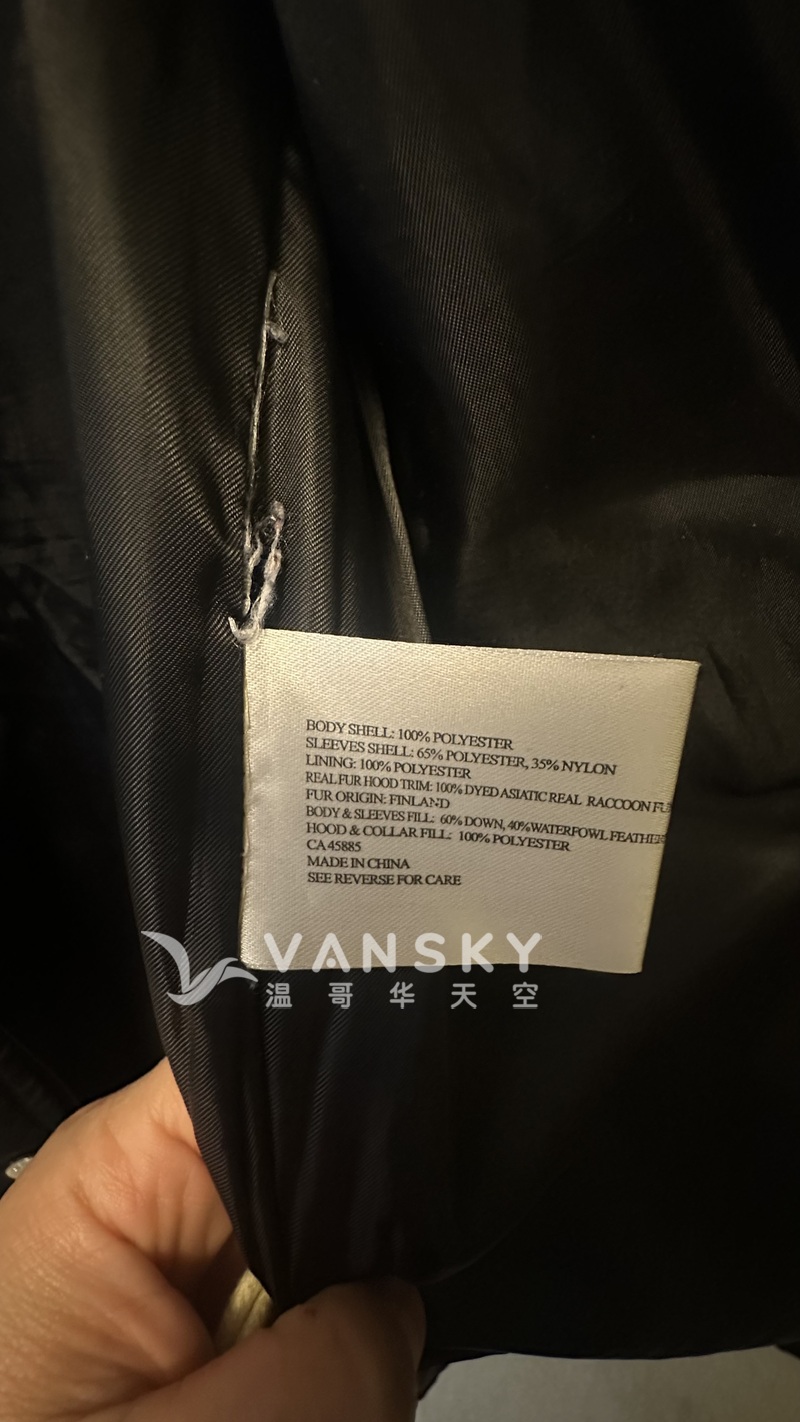 BODY SHELL: 100% POLYESTER
SLEEVES SHELL: 65% POLYESTER, 35% NYLON
LINING: 100% POLYESTER
REAL FUR HOOD TRIM: 100% DYED ASIATIC REAL RACCOON FU
FUR ORIGIN: FINLAND
BODY & SLEEVES FILL: 60% DOWN, 40% WATERFOWL FEATHER
HOOD & COLLAR FILL: 100% POLYESTER
CA 45885
MADE IN CHINA
SEE REVERSE FOR CARE
VANSKY
温哥华天空